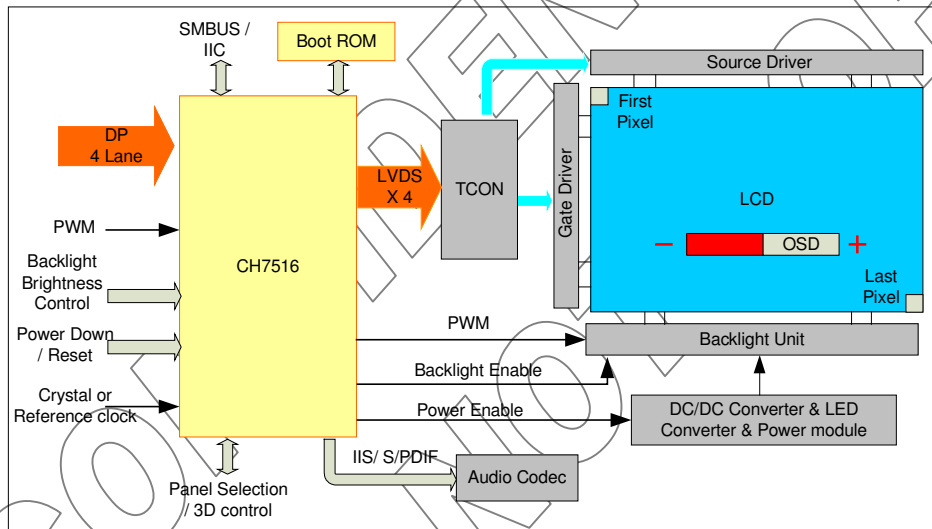 SMBUS /
IIC
Boot ROM
Source Driver
First
Pixel
DP
4 Lane
LVDS
X 4
TCON
Gate Driver
LCD
PWM
CH7516
− OSD +
Backlight
Brightness
Control
Last
Pixel
PWM
Power Down
/ Reset
Backlight Unit
Backlight Enable
Crystal or
Reference clock
Power Enable
DC/DC Converter & LED
Converter & Power module
IIS/ S/PDIF
Audio Codec
Panel Selection
/ 3D control